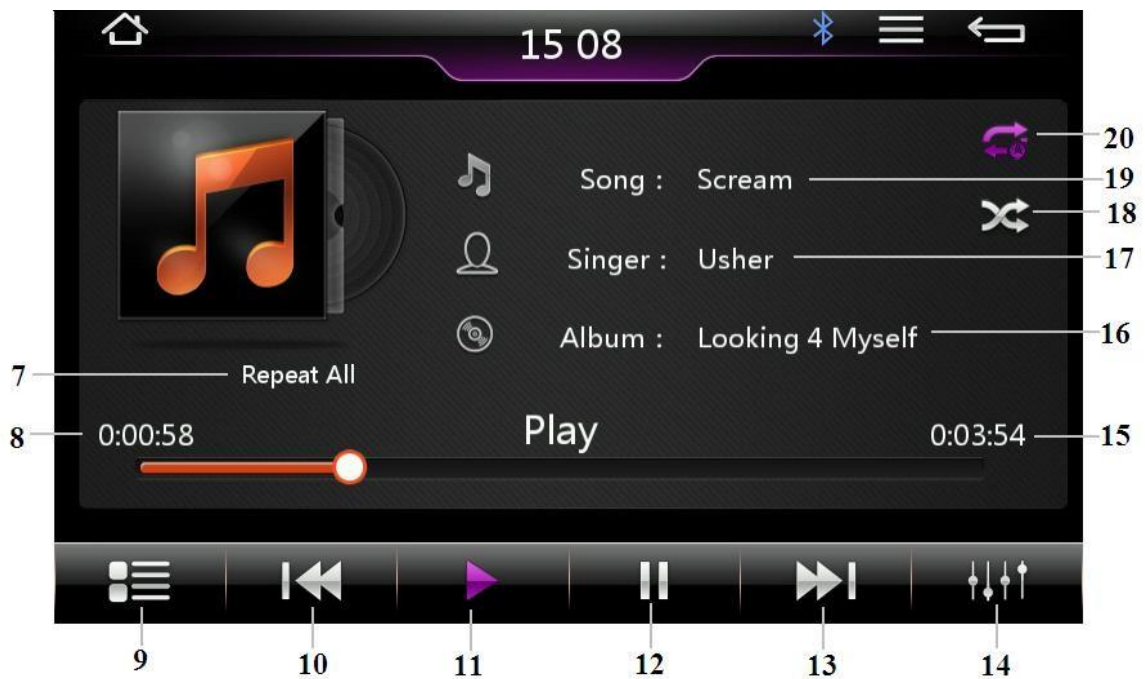 15 08
20
Song : Scream 19
18
Singer : Usher 17
Album : Looking 4 Myself 16
7 Repeat All
8 0:00:58 Play 0:03:54 15
9 10 11 12 13 14